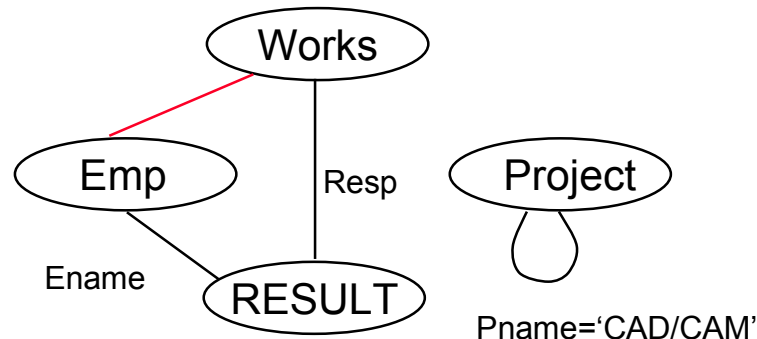 Works
Emp
Resp
Project
Ename
RESULT
Pname=‘CAD/CAM’